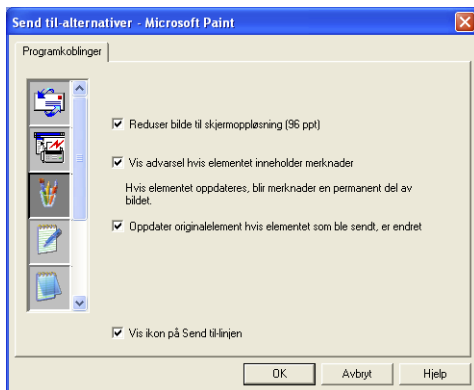 Send til-alternativer - Microsoft Paint
Programkoblinger
Reduser bilde til skjermoppløsning (96 ppt)
Vis advarsel hvis elementet inneholder merknader
Hvis elementet oppdateres, blir merknader en permanent del av
bildet.
Oppdater originalelement hvis elementet som ble sendt, er endret
Vis ikon på Send til-linjen
OK
Avbryt
Hjelp